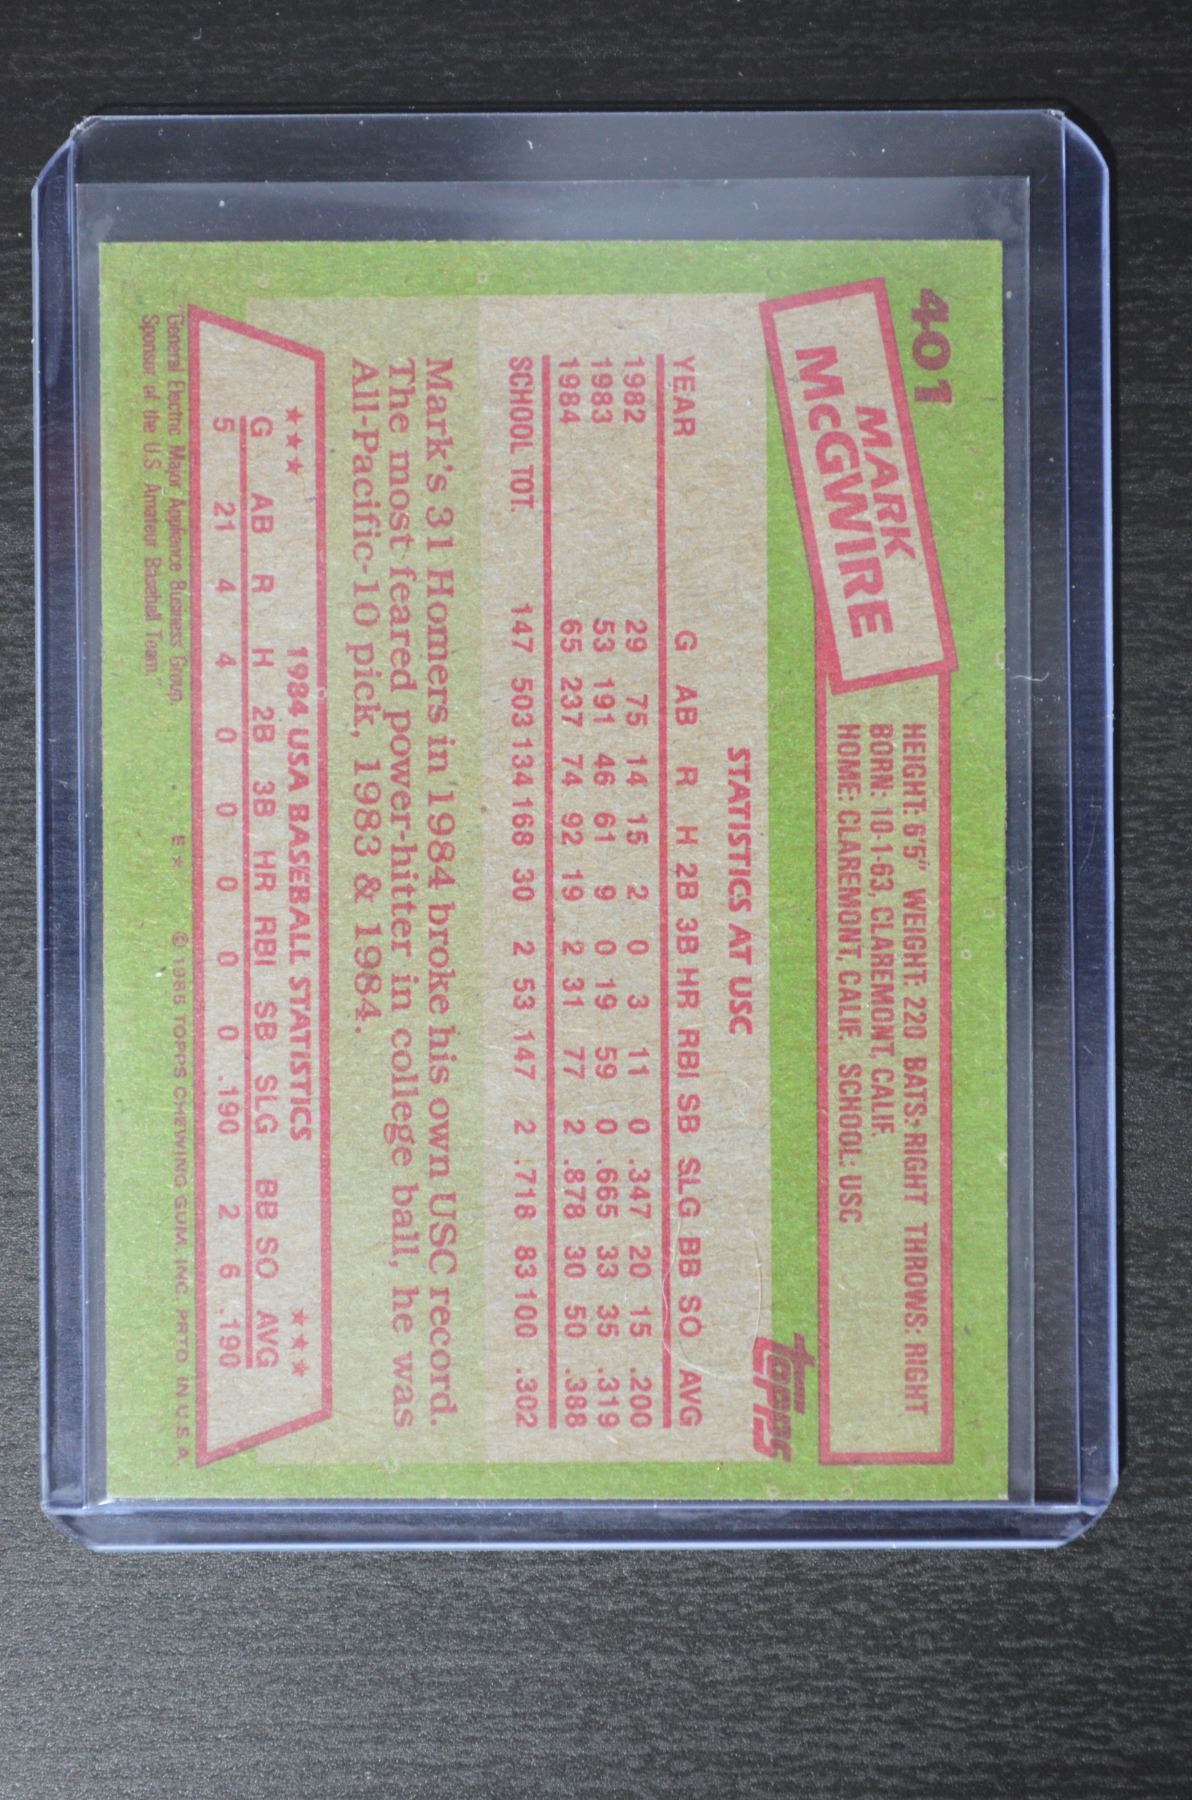 401
MARK
McGWIRE
HEIGHT: 6'5" WEIGHT: 220 BATS: RIGHT THROWS: RIGHT
BORN: 10-1-63, CLAREMONT, CALIF.
HOME: CLAREMONT, CALIF. SCHOOL: USC
topps
STATISTICS AT USC
YEAR G AB R H 2B 3B HR RBI SB SLG BB SO AVG
1982 29 75 14 15 2 0 3 11 0 .347 20 15 .200
1983 53 191 46 61 9 0 19 59 0 .665 33 35 .319
1984 65 237 74 92 19 2 31 77 2 .878 30 50 .388
SCHOOL TOT. 147 503 134 168 30 2 53 147 2 .718 83 100 .302
Mark's 31 Homers in 1984 broke his own USC record.
The most-feared power-hitter in college ball, he was
All-Pacific-10 pick, 1983 & 1984.
★★★ 1984 USA BASEBALL STATISTICS ★★★
G AB R H 2B 3B HR RBI SB SLG BB SO AVG
5 21 4 4 0 0 0 0 0 .190 2 6 .190
"General Electric Major Appliance Business Group,
Sponsor of the U.S. Amateur Baseball Team."
E* © 1985 TOPPS CHEWING GUM, INC. PRTD. IN U.S.A.